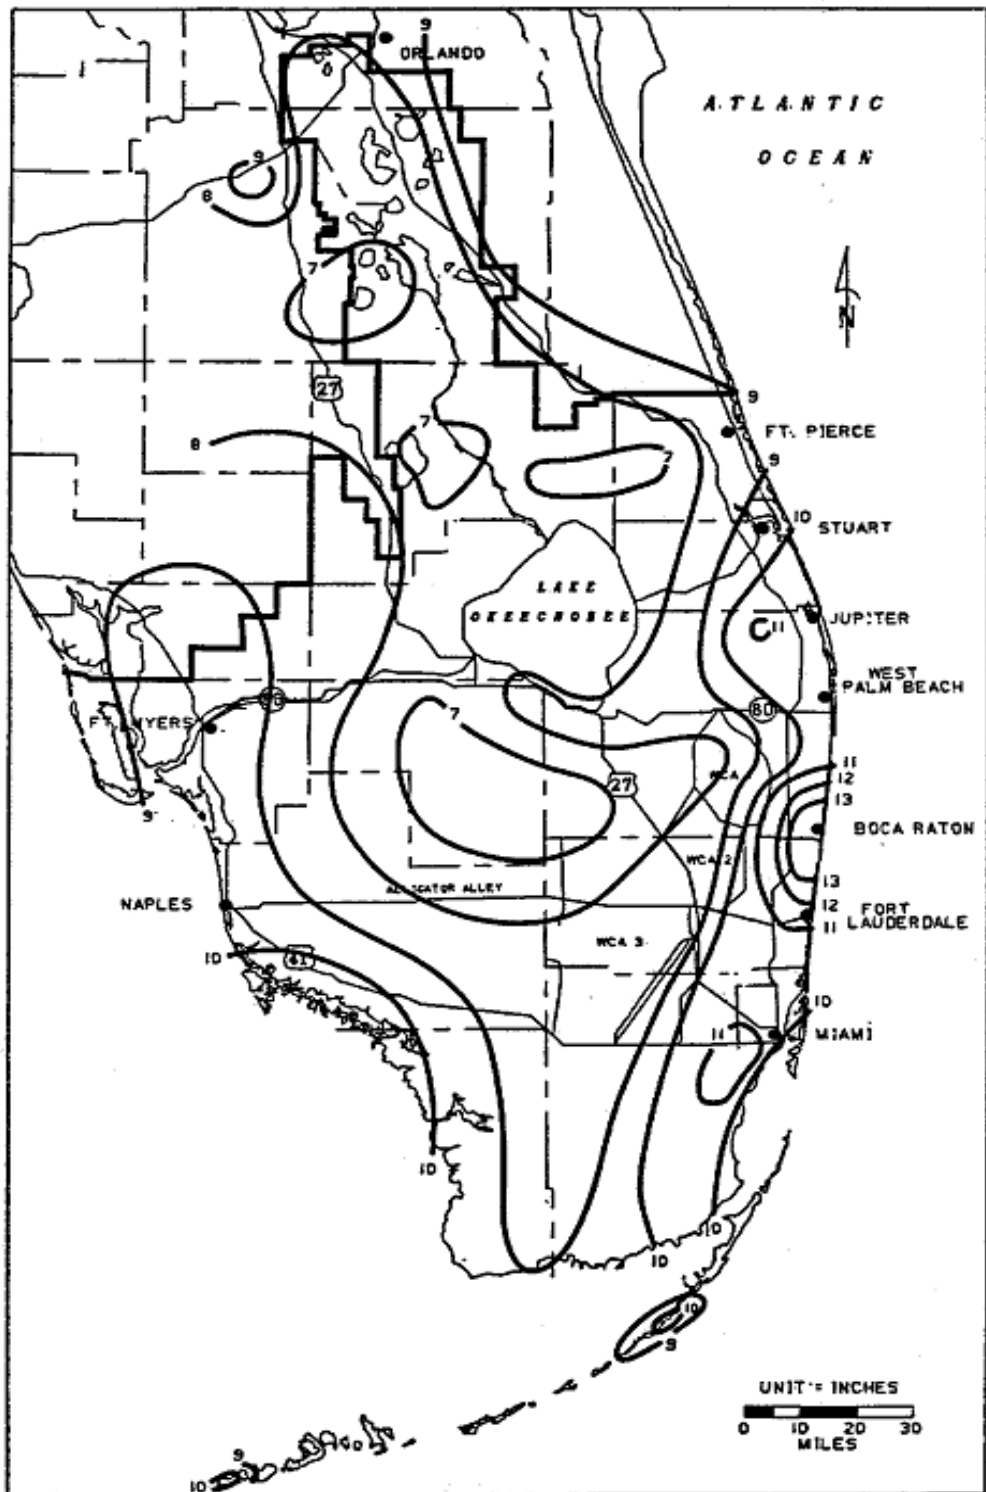 9
ORLANDO
ATLANTIC
OCEAN
9
8
7
N
27
9
8
7
FT. PIERCE
7
9
10
STUART
LAKE
OKEECHOBEE
11
JUPITER
WEST
PALM BEACH
80
FT. MYERS
7
11
12
WCA
27
13
9
BOCA RATON
WCA 2
ALLIGATOR ALLEY
13
NAPLES
12
FORT
LAUDERDALE
11
WCA 3
10
41
10
11
MIAMI
10
10
10
10
9
UNIT = INCHES
0 10 20 30
MILES
9
10